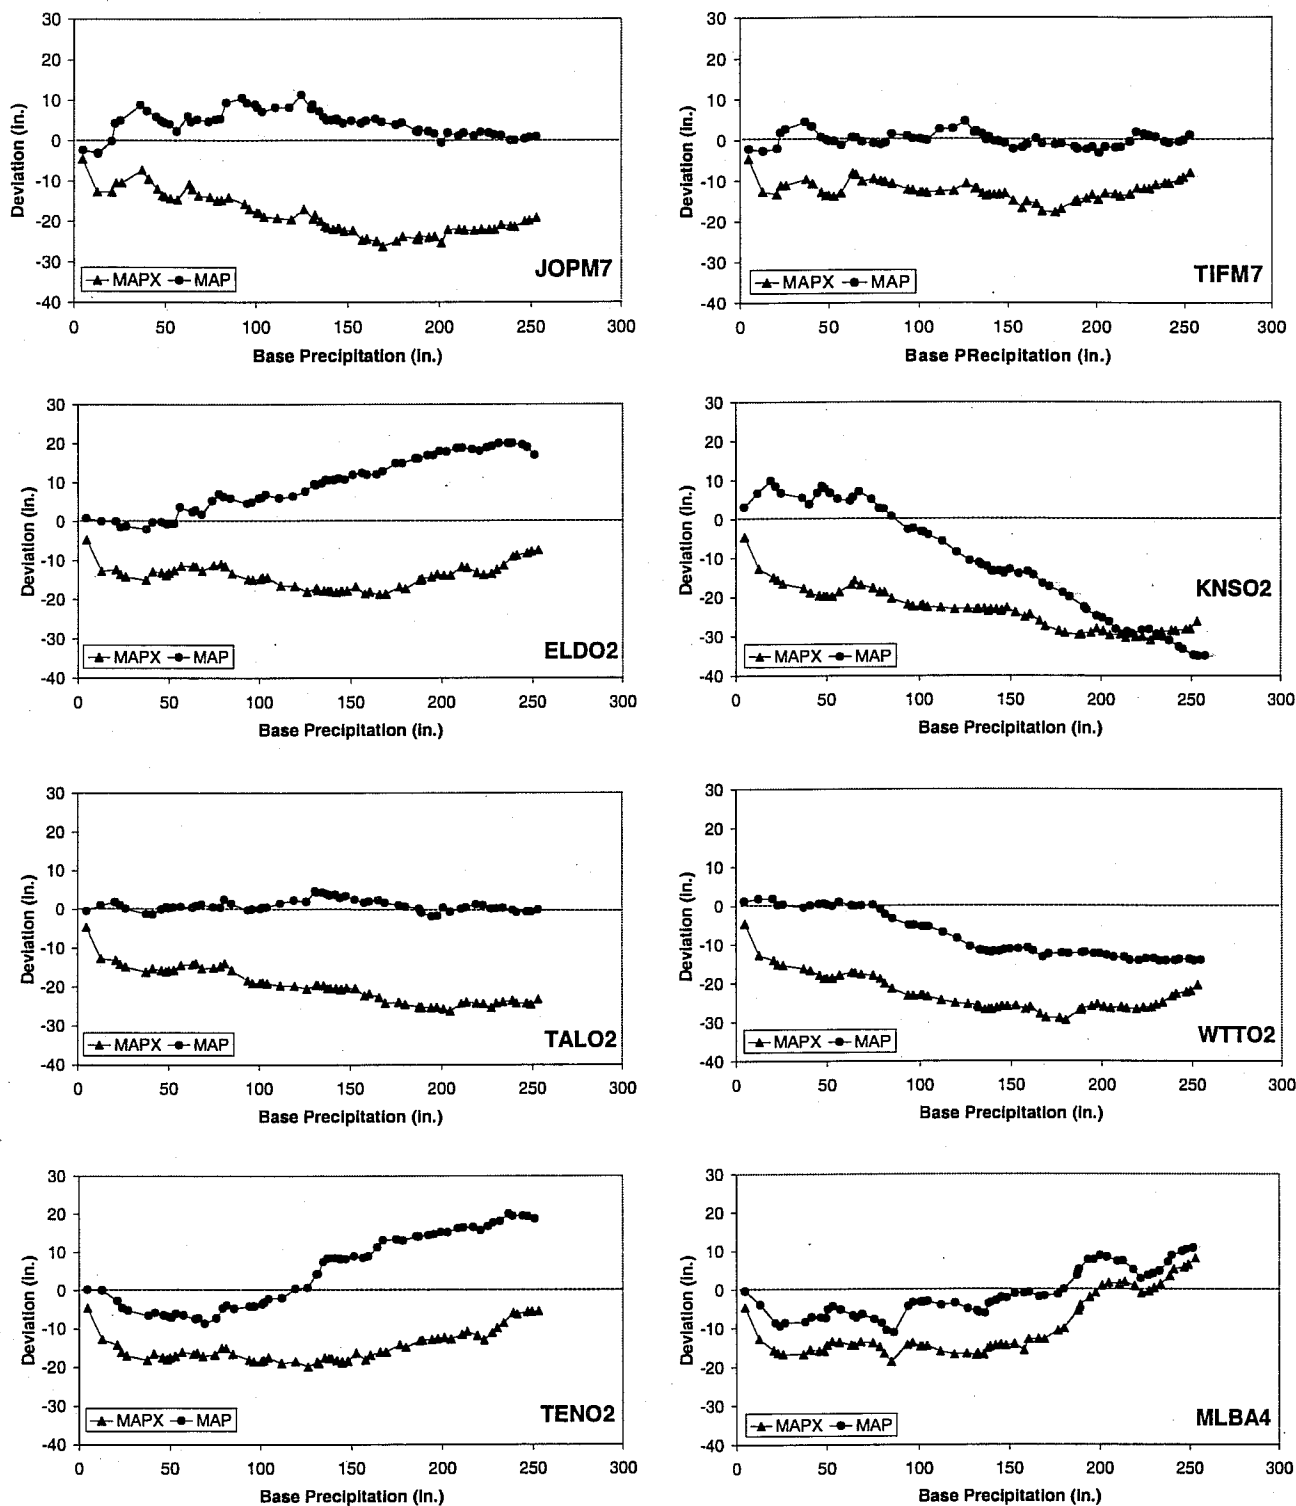 30
20
10
0
-10
-20
-30
-40
Deviation (in.)
MAPX MAP
JOPM7
0 50 100 150 200 250 300
Base Precipitation (in.)
30
20
10
0
-10
-20
-30
-40
Deviation (in.)
MAPX MAP
TIFM7
0 50 100 150 200 250 300
Base PRecipitation (in.)
30
20
10
0
-10
-20
-30
-40
Deviation (in.)
MAPX MAP
ELDO2
0 50 100 150 200 250 300
Base Precipitation (in.)
30
20
10
0
-10
-20
-30
-40
Deviation (in.)
MAPX MAP
KNSO2
0 50 100 150 200 250 300
Base Precipitation (in.)
30
20
10
0
-10
-20
-30
-40
Deviation (in.)
MAPX MAP
TALO2
0 50 100 150 200 250 300
Base Precipitation (in.)
30
20
10
0
-10
-20
-30
-40
Deviation (in.)
MAPX MAP
WTTO2
0 50 100 150 200 250 300
Base Precipitation (in.)
30
20
10
0
-10
-20
-30
-40
Deviation (in.)
MAPX MAP
TENO2
0 50 100 150 200 250 300
Base Precipitation (in.)
30
20
10
0
-10
-20
-30
-40
Deviation (in.)
MAPX MAP
MLBA4
0 50 100 150 200 250 300
Base Precipitation (in.)